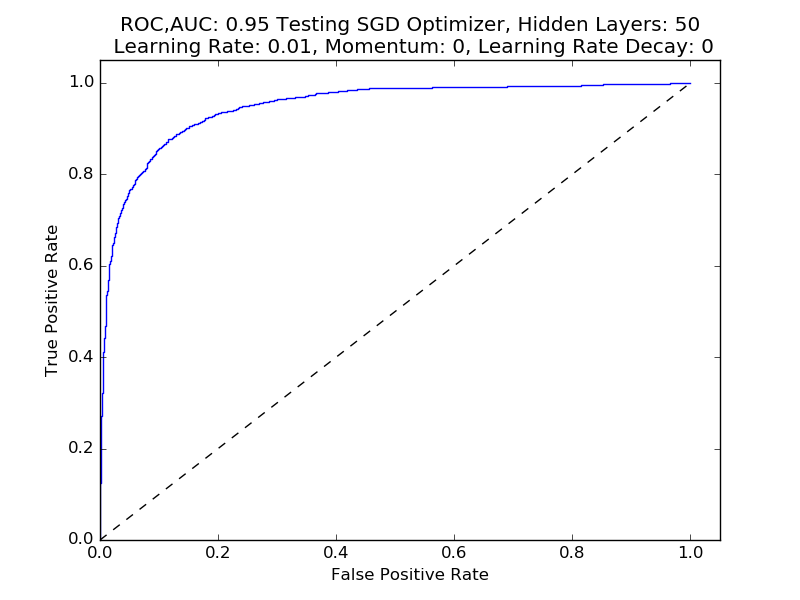 ROC,AUC: 0.95 Testing SGD Optimizer, Hidden Layers: 50
Learning Rate: 0.01, Momentum: 0, Learning Rate Decay: 0
1.0
0.8
0.6
0.4
0.2
0.0
True Positive Rate
0.0 0.2 0.4 0.6 0.8 1.0
False Positive Rate